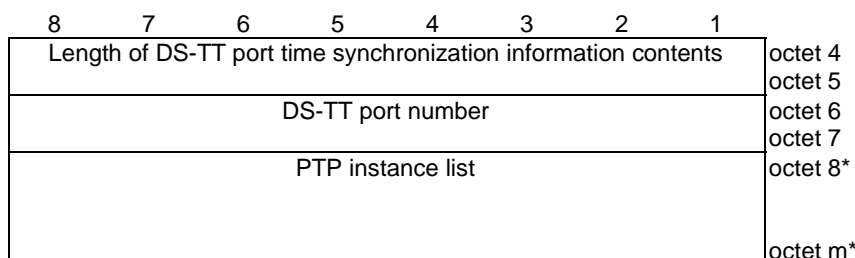 8 7 6 5 4 3 2 1
Length of DS-TT port time synchronization information contents octet 4
octet 5
DS-TT port number octet 6
octet 7
PTP instance list octet 8*
octet m*